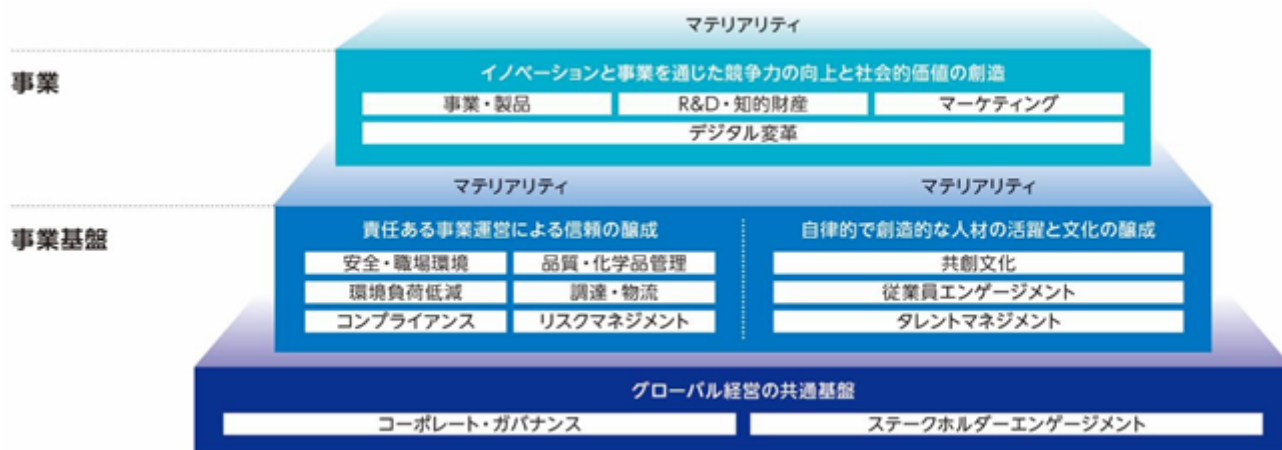 マテリアリティ
事業
イノベーションと事業を通じた競争力の向上と社会的価値の創造
事業・製品 R&D・知的財産 マーケティング
デジタル変革
マテリアリティ マテリアリティ
事業基盤
責任ある事業運営による信頼の醸成 自律的で創造的な人材の活躍と文化の醸成
安全・職場環境 品質・化学品管理 共創文化
環境負荷低減 調達・物流 従業員エンゲージメント
コンプライアンス リスクマネジメント タレントマネジメント
グローバル経営の共通基盤
コーポレート・ガバナンス ステークホルダーエンゲージメント